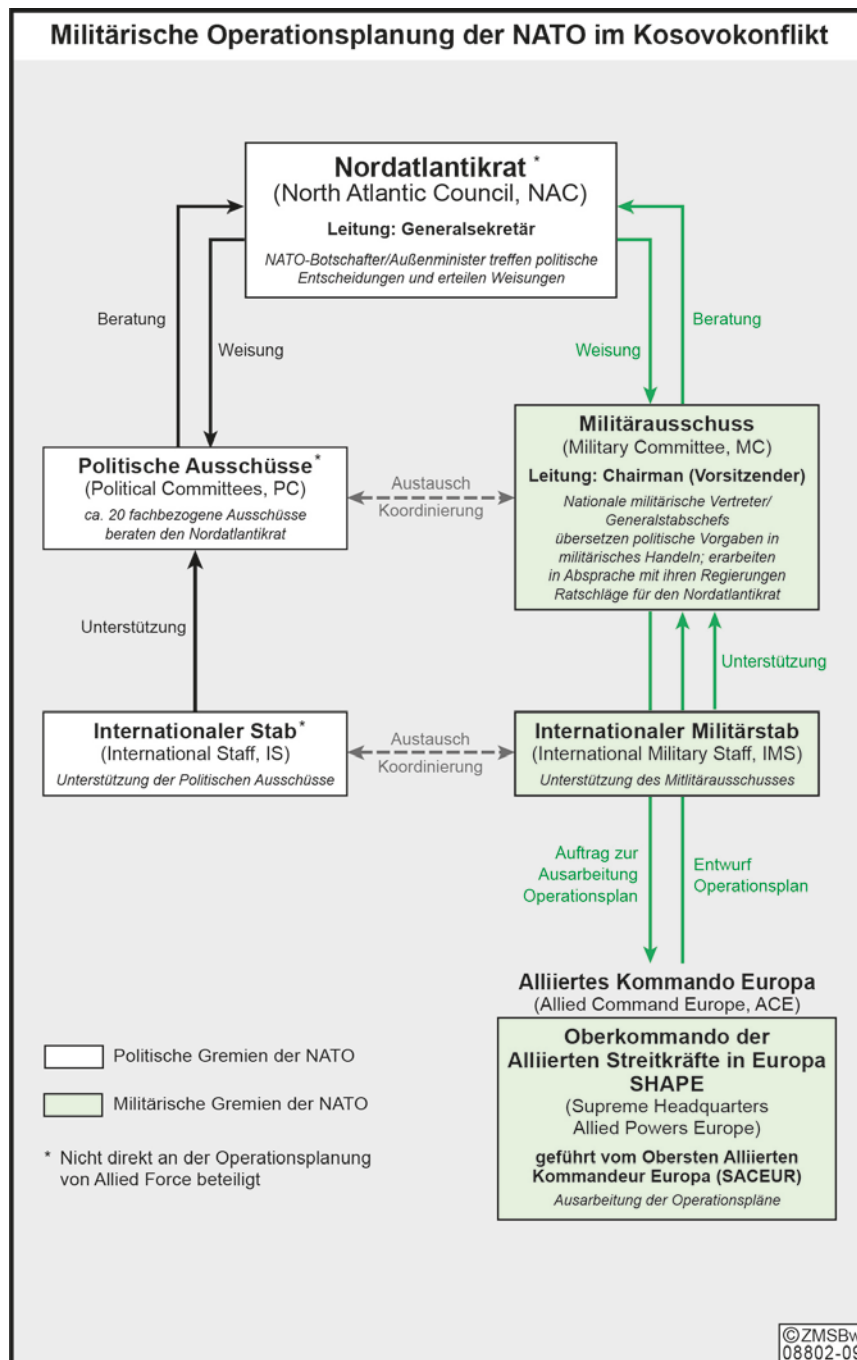 Militärische Operationsplanung der NATO im Kosovokonflikt
Nordatlantikrat *
(North Atlantic Council, NAC)
Leitung: Generalsekretär
NATO-Botschafter/Außenminister treffen politische
Entscheidungen und erteilen Weisungen
Beratung
Weisung
Weisung
Beratung
Politische Ausschüsse *
(Political Committees, PC)
ca. 20 fachbezogene Ausschüsse
beraten den Nordatlantikrat
Austausch
Koordinierung
Militärausschuss
(Military Committee, MC)
Leitung: Chairman (Vorsitzender)
Nationale militärische Vertreter/
Generalstabschefs
übersetzen politische Vorgaben in
militärisches Handeln; erarbeiten
in Absprache mit ihren Regierungen
Ratschläge für den Nordatlantikrat
Unterstützung
Unterstützung
Internationaler Stab *
(International Staff, IS)
Unterstützung der Politischen Ausschüsse
Austausch
Koordinierung
Internationaler Militärstab
(International Military Staff, IMS)
Unterstützung des Mitlitärausschusses
Auftrag zur
Ausarbeitung
Operationsplan
Entwurf
Operationsplan
Alliiertes Kommando Europa
(Allied Command Europe, ACE)
Oberkommando der
Alliierten Streitkräfte in Europa
SHAPE
(Supreme Headquarters
Allied Powers Europe)
geführt vom Obersten Alliierten
Kommandeur Europa (SACEUR)
Ausarbeitung der Operationspläne
Politische Gremien der NATO
Militärische Gremien der NATO
* Nicht direkt an der Operationsplanung
von Allied Force beteiligt
©ZMSBw
08802-09